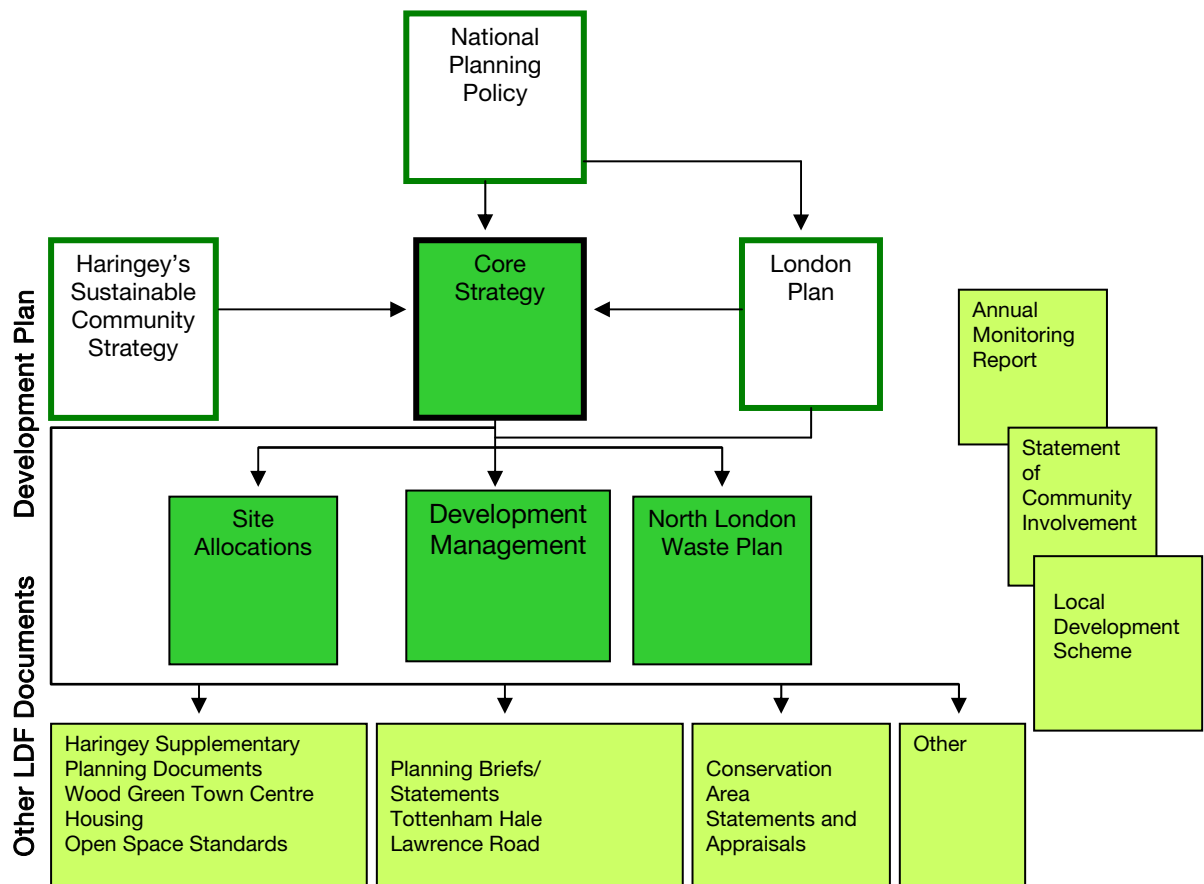 National
Planning
Policy
Haringey's
Sustainable
Community
Strategy
Core
Strategy
London
Plan
Annual
Monitoring
Report
Statement
of
Community
Involvement
Local
Development
Scheme
Development Plan
Site
Allocations
Development
Management
North London
Waste Plan
Other LDF Documents
Haringey Supplementary
Planning Documents
Wood Green Town Centre
Housing
Open Space Standards
Planning Briefs/
Statements
Tottenham Hale
Lawrence Road
Conservation
Area
Statements and
Appraisals
Other